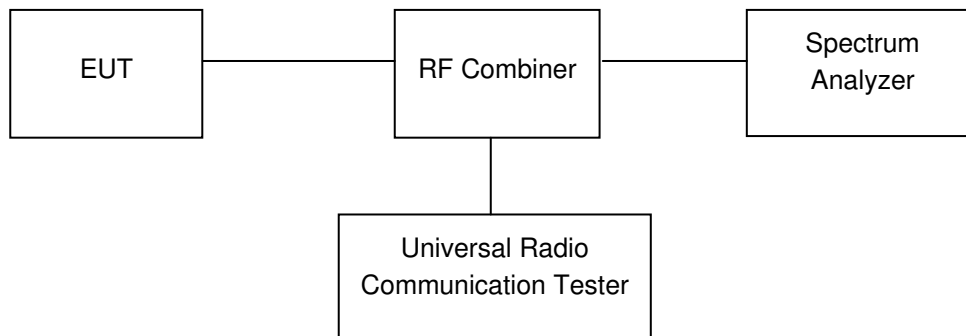 EUT
RF Combiner
Spectrum
Analyzer
Universal Radio
Communication Tester